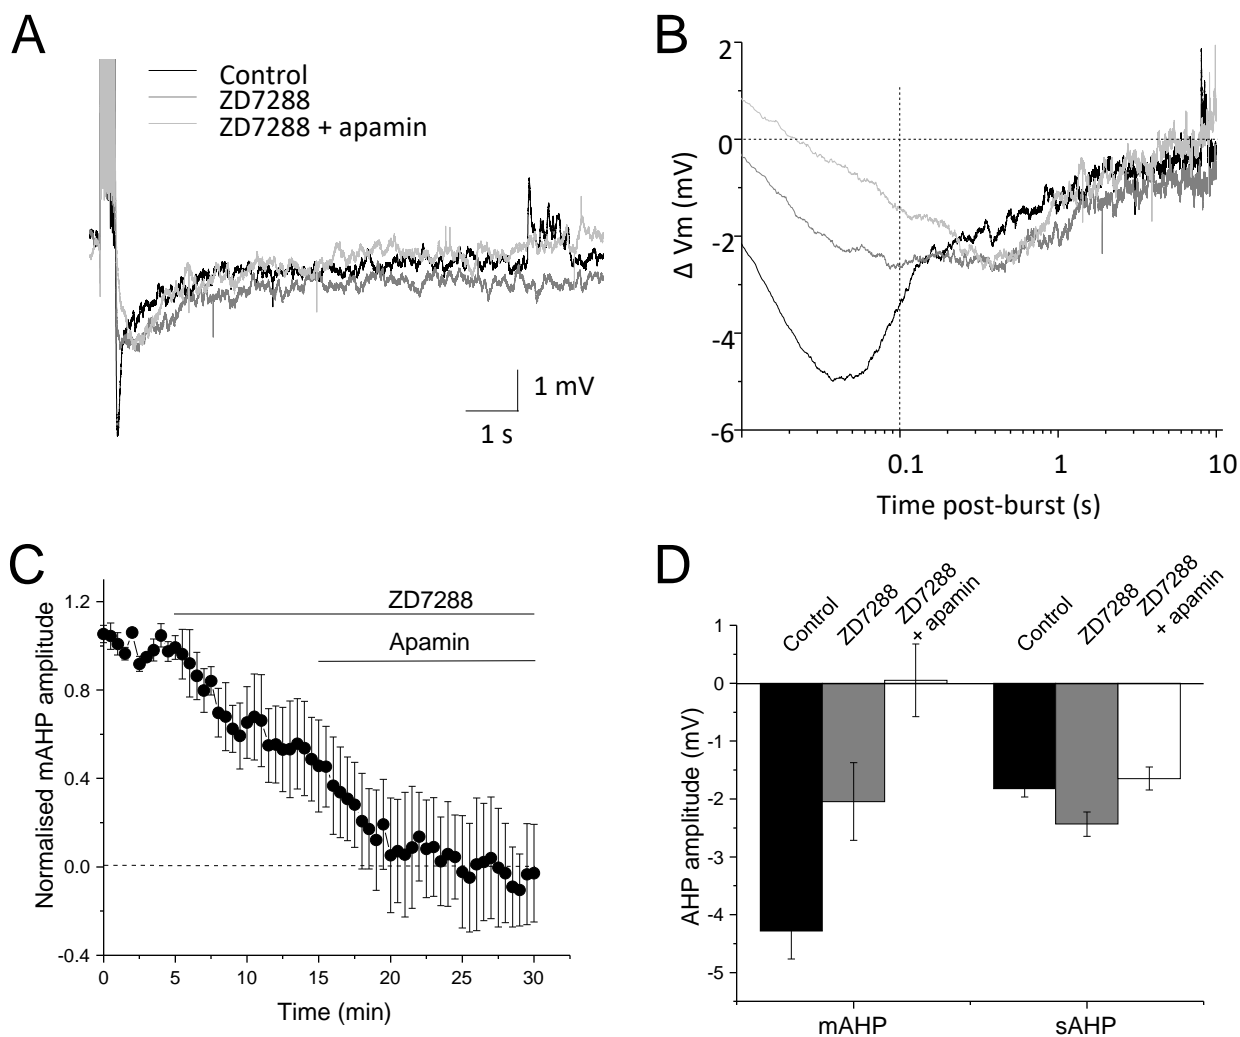 A
Control
ZD7288
ZD7288 + apamin
1 mV
1 s
B
2
0
-2
-4
-6
Δ Vm (mV)
0.1
1
10
Time post-burst (s)
C
1.2
0.8
0.4
0.0
-0.4
Normalised mAHP amplitude
ZD7288
Apamin
0
5
10
15
20
25
30
Time (min)
D
Control
ZD7288
ZD7288
+ apamin
Control
ZD7288
ZD7288
+ apamin
1
0
-1
-2
-3
-4
-5
AHP amplitude (mV)
mAHP
sAHP